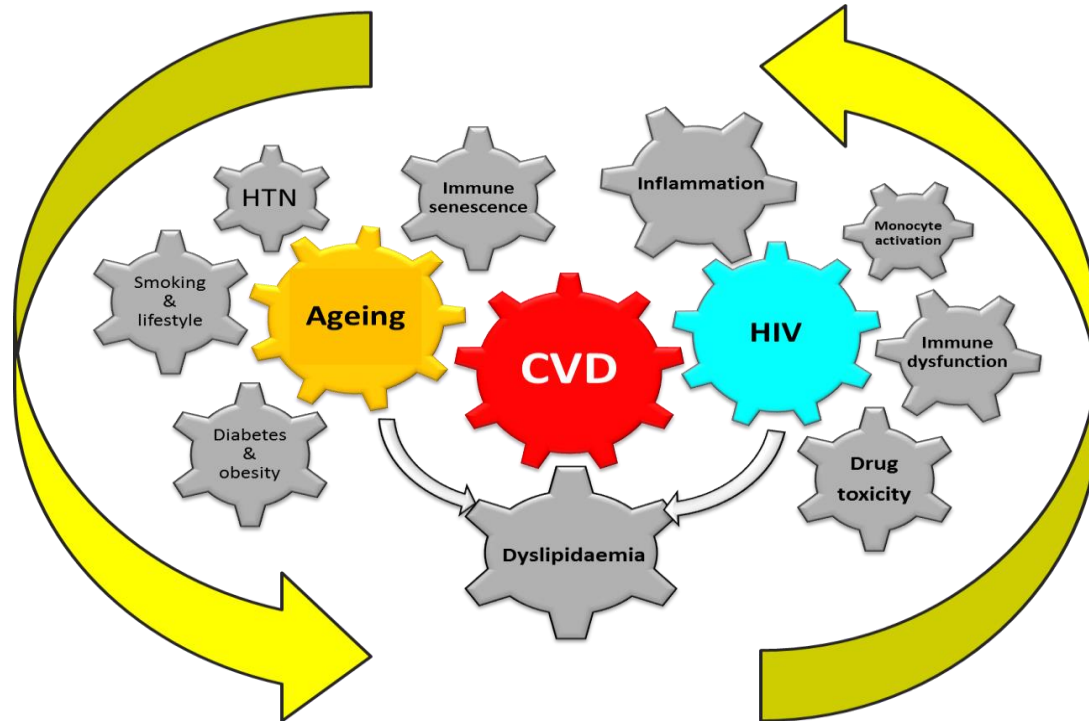 HTN
Immune
senescence
Inflammation
Monocyte
activation
Smoking
&
lifestyle
Ageing
CVD
HIV
Immune
dysfunction
Diabetes
&
obesity
Drug
toxicity
Dyslipidaemia